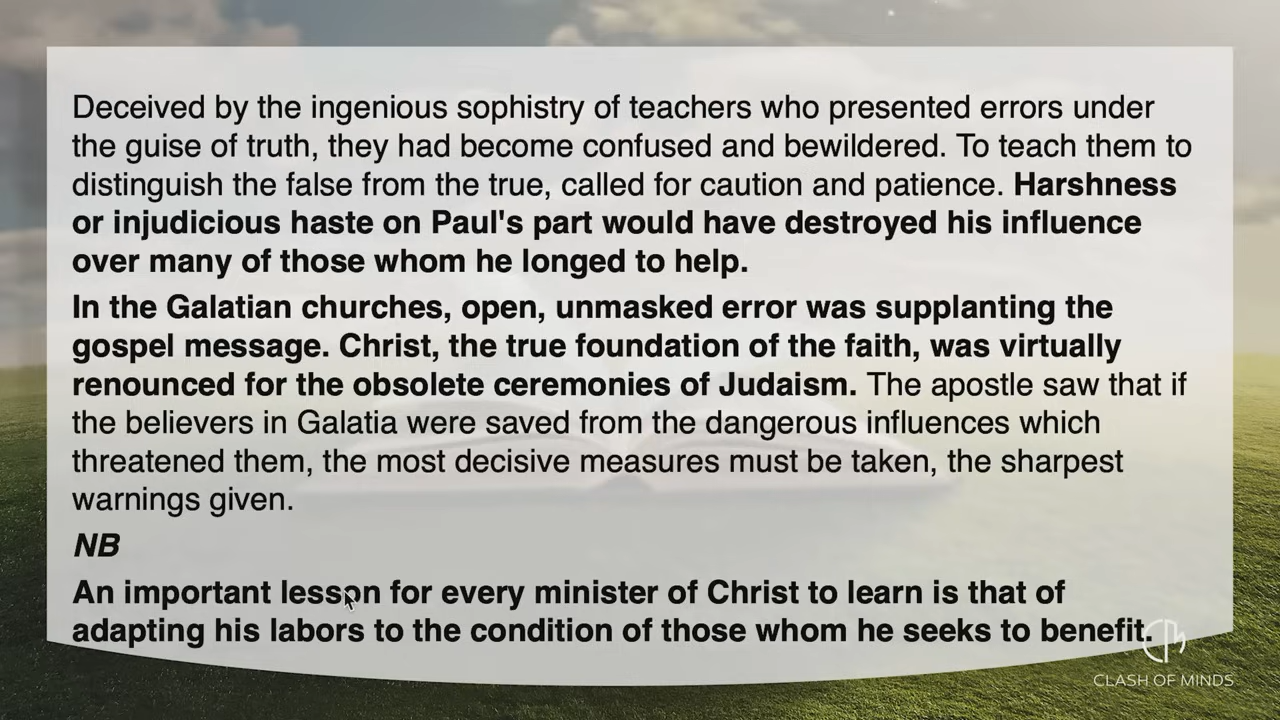 Deceived by the ingenious sophistry of teachers who presented errors under
the guise of truth, they had become confused and bewildered. To teach them to
distinguish the false from the true, called for caution and patience. Harshness
or injudicious haste on Paul's part would have destroyed his influence
over many of those whom he longed to help.
In the Galatian churches, open, unmasked error was supplanting the
gospel message. Christ, the true foundation of the faith, was virtually
renounced for the obsolete ceremonies of Judaism. The apostle saw that if
the believers in Galatia were saved from the dangerous influences which
threatened them, the most decisive measures must be taken, the sharpest
warnings given.
NB
An important lesson for every minister of Christ to learn is that of
adapting his labors to the condition of those whom he seeks to benefit.
CLASH OF MINDS